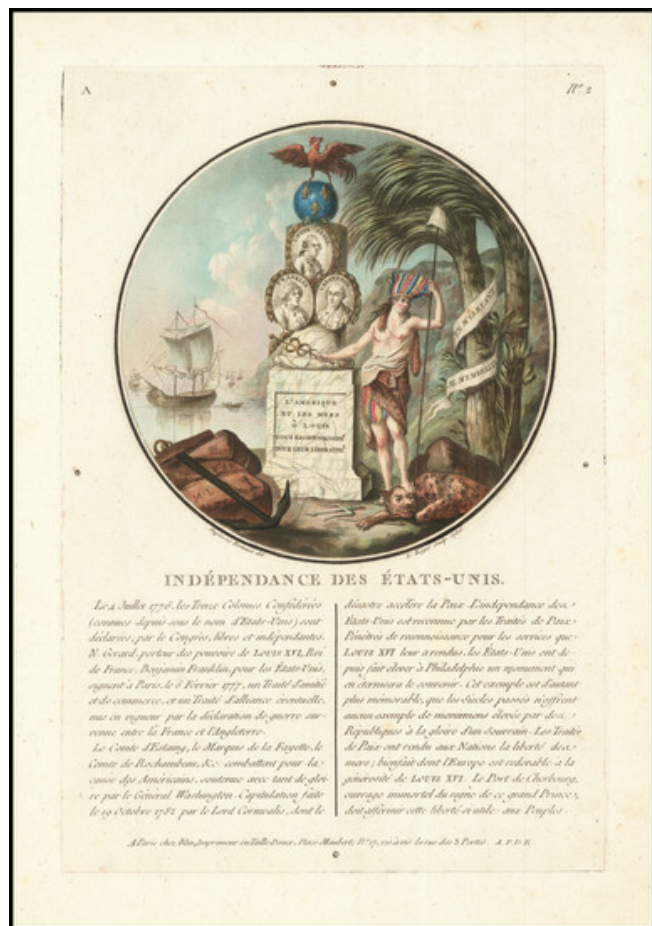 A
N.º 2
L'AMÉRIQUE
ET LES MERS
Ô LOUIS
VOUS RECONNOISSENT
POUR LEUR LIBÉRATEUR
INDÉPENDANCE DES ÉTATS-UNIS.
Le 4 Juillet 1776. les Treize Colonies Confédérées
(connues depuis sous le nom d'Etats-Unis) sont
déclarées, par le Congrès, libres et indépendantes.
N. Gerard, porteur des pouvoirs de LOUIS XVI, Roi
de France, Benjamin Franklin, pour les États-Unis,
signent à Paris, le 6 Février 1777, un Traité d'amitié
et de commerce, et un Traité d'alliance éventuelle,
mis en vigueur par la déclaration de guerre sur-
venue entre la France et l'Angleterre.
Le Comte d'Estaing, le Marquis de la Fayette, le
Comte de Rochambeau, &c. combattent pour la
cause des Américains, soutenue avec tant de gloi-
re par le Général Washington. Capitulation faite
le 19 Octobre 1781 par le Lord Cornwalis, dont le
désastre accélère la Paix. L'indépendance des
États-Unis est reconnue par les Traités de Paix.
Pénétrés de reconnoissance pour les services que
LOUIS XVI leur a rendus, les États-Unis ont de-
puis fait élever à Philadelphie un monument qui
en éternisera le souvenir. Cet exemple est d'autant
plus mémorable, que les Siècles passés n'offrent
aucun exemple de monumens élevés par des
Républiques à la gloire d'un Souverain. Les Traités
de Paix ont rendu aux Nations la liberté des
mers; bienfait dont l'Europe est redevable à la
générosité de LOUIS XVI. Le Port de Cherbourg,
ouvrage immortel du règne de ce grand Prince,
doit affermir cette liberté si utile aux Peuples.
A Paris chez Blin, Imprimeur en Taille-Douce, Place Maubert, N.º 17, vis à vis la rue des 3 Portes. A. P. D. R.